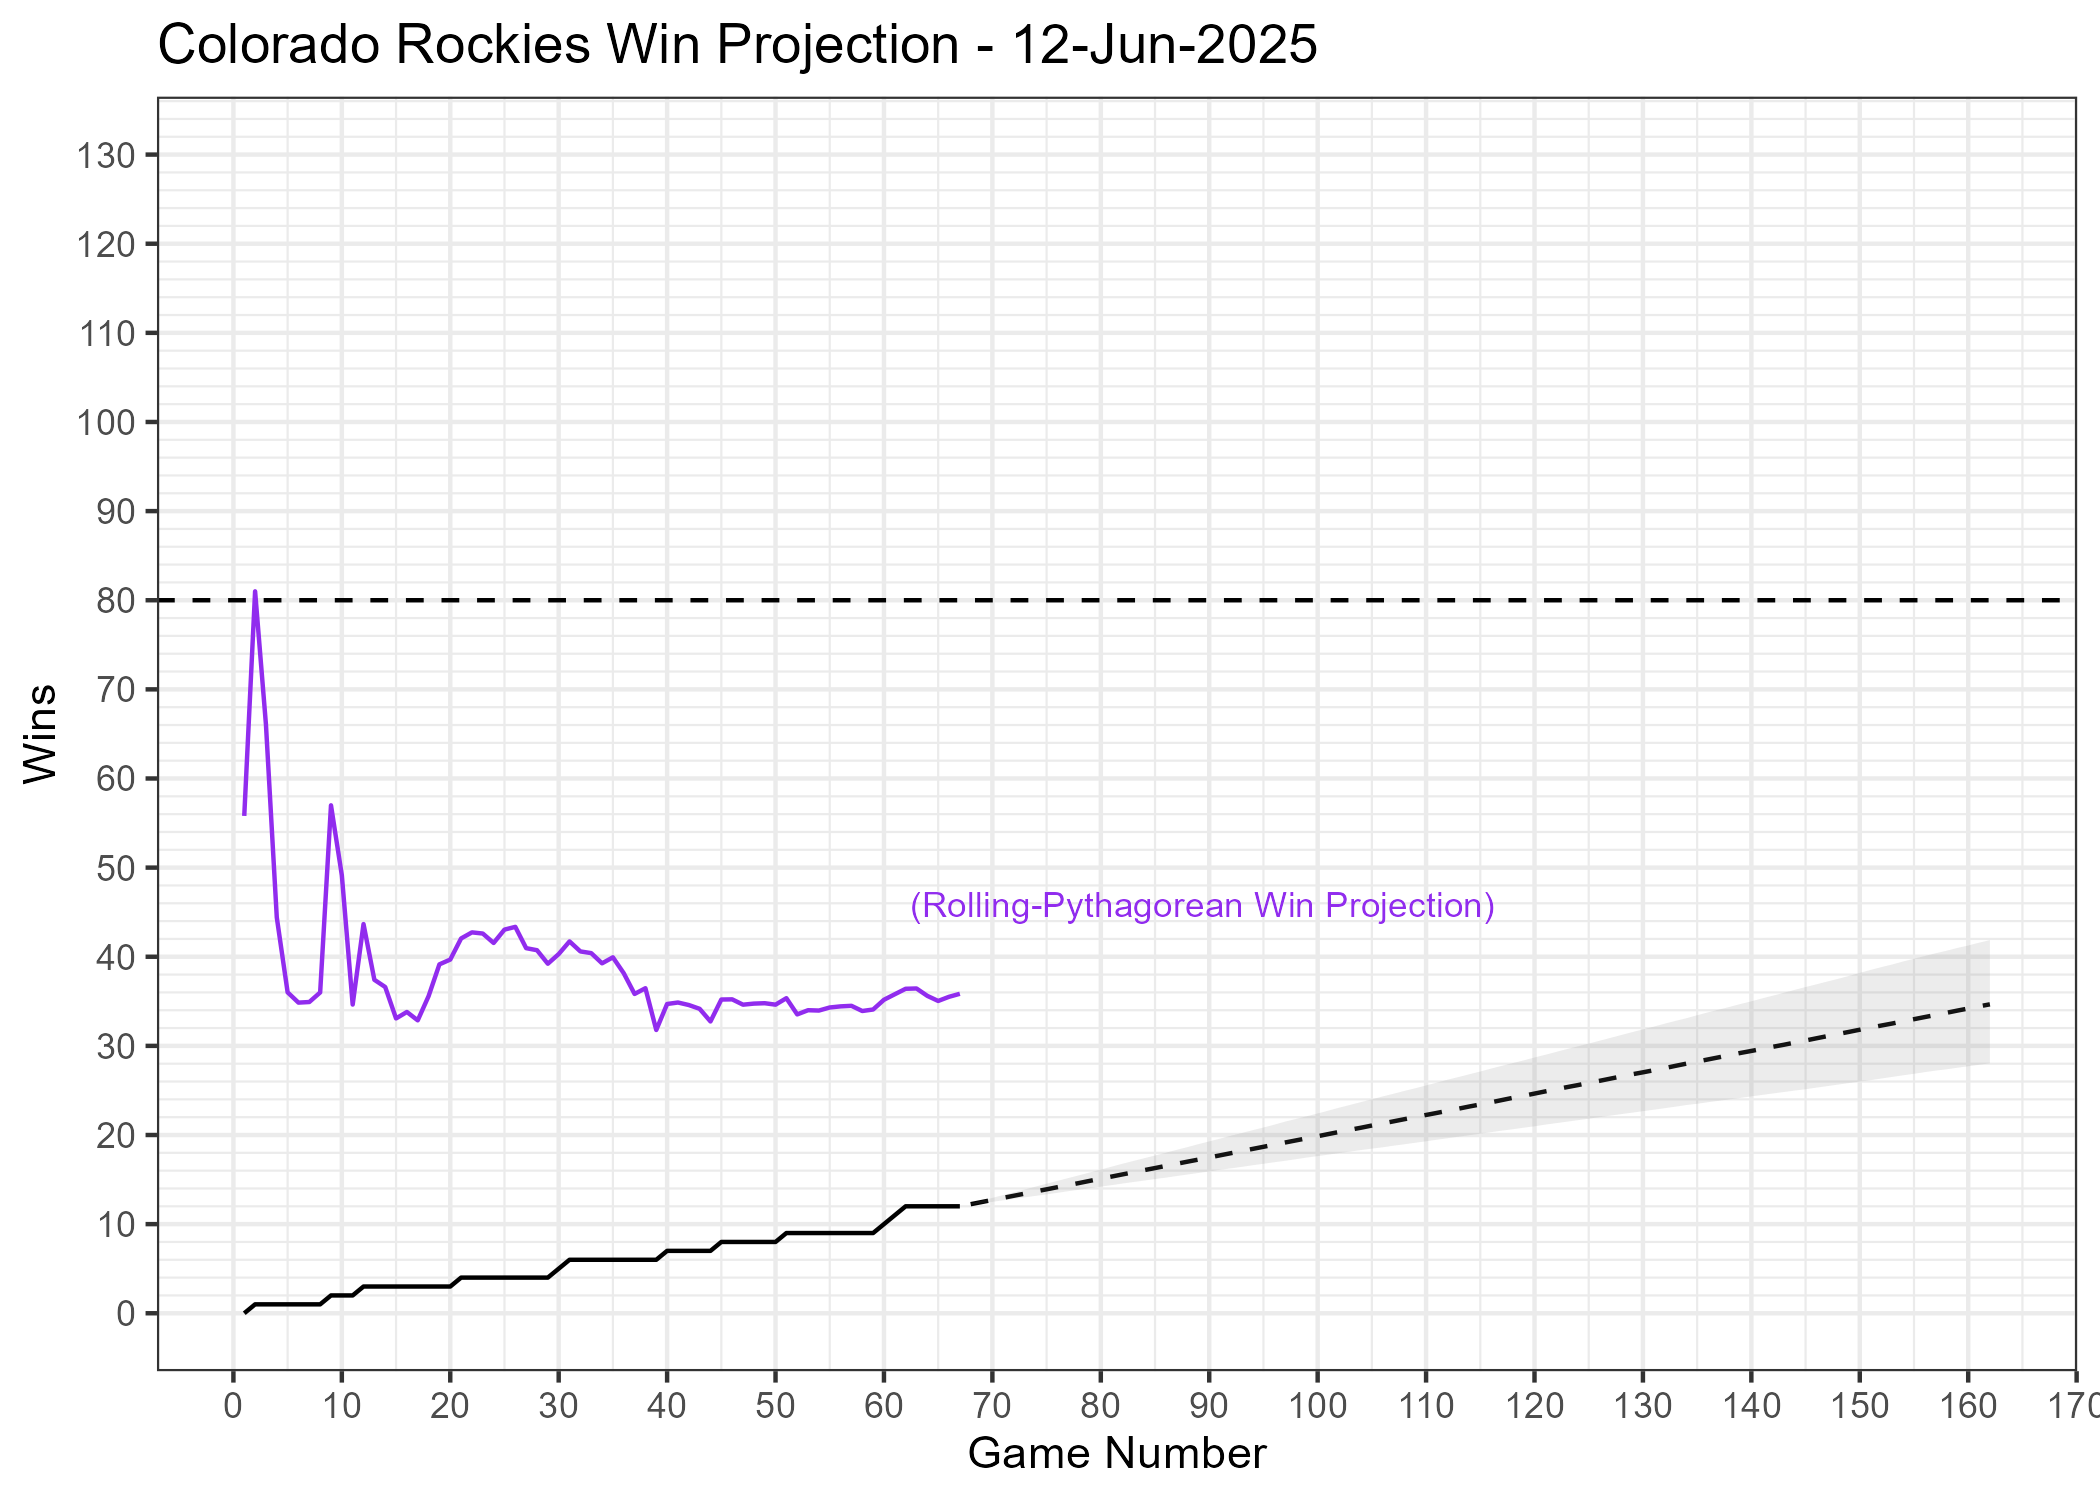 Colorado Rockies Win Projection - 12-Jun-2025
130
120
110
100
90
80
70
60
50
40
30
20
10
0
Wins
(Rolling-Pythagorean Win Projection)
0 10 20 30 40 50 60 70 80 90 100 110 120 130 140 150 160 170
Game Number